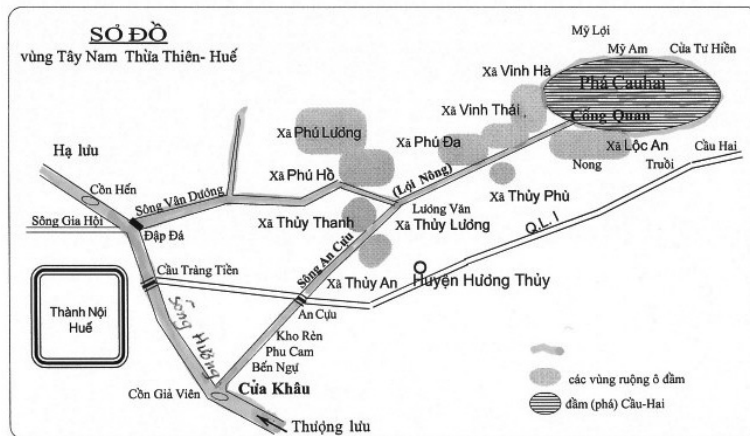 SƠ ĐỒ
vùng Tây Nam Thừa Thiên- Huế
Mỹ Lợi
Mỹ Am
Cửa Tư Hiền
Xã Vinh Hà
Phá Cauhai
Xã Vinh Thái
Cống Quan
Xã Phú Lương
Xã Phú Đa
Xã Lộc An
Cầu Hai
Nong
Truồi
Hạ lưu
Xã Phú Hồ
(Lợi Nông)
Cồn Hến
Sông Vân Dương
Xã Thủy Phù
Sông Gia Hội
Xã Thủy Thanh
Lương Văn
Xã Thủy Lương
Q.L. I
Đập Đá
Sông An Cựu
Cầu Tràng Tiền
Xã Thủy An
Huyện Hương Thủy
Thành Nội
Huế
Sông Hương
An Cựu
Kho Rèn
Phu Cam
Bến Ngự
các vùng ruộng ô đầm
Cồn Giả Viên
Cửa Khâu
đầm (phá) Cầu-Hai
Thượng lưu